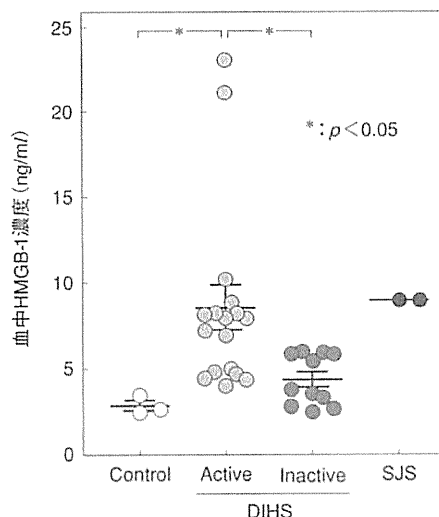 25
20
15
10
5
0
血中HMGB-1濃度 (ng/ml)
* *
*: p<0.05
Control Active Inactive SJS
DIHS